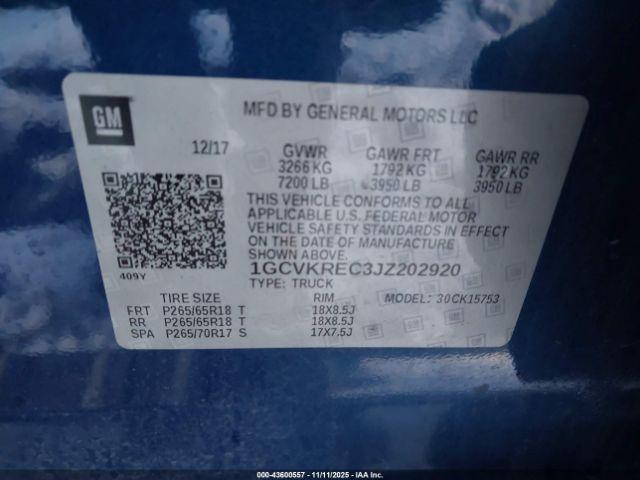 GM
MFD BY GENERAL MOTORS LLC
12/17 GVWR GAWR FRT GAWR RR
3266 KG 1792 KG 1792 KG
7200 LB 3950 LB 3950 LB
THIS VEHICLE CONFORMS TO ALL
APPLICABLE U.S. FEDERAL MOTOR
VEHICLE SAFETY STANDARDS IN EFFECT
ON THE DATE OF MANUFACTURE
SHOWN ABOVE.
409Y 1GCVKREC3JZ202920
TYPE: TRUCK
TIRE SIZE RIM MODEL: 30CK15753
FRT P265/65R18 T 18X8.5J
RR P265/65R18 T 18X8.5J
SPA P265/70R17 S 17X7.5J
000-43600557 - 11/11/2025 - IAAI.com